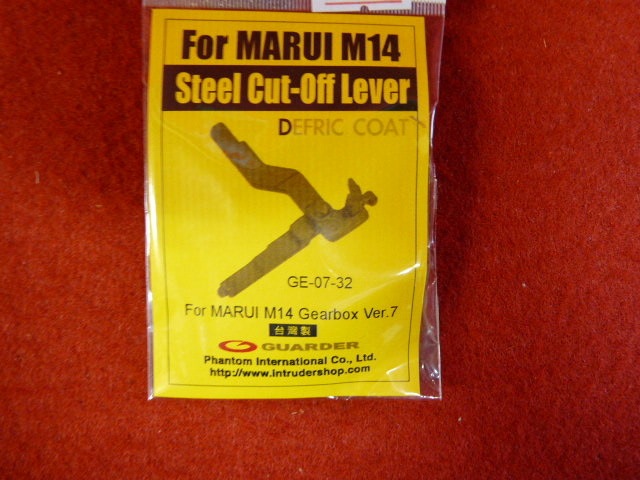 For MARUI M14
Steel Cut-Off Lever
DEFRIC COAT
GE-07-32
For MARUI M14 Gearbox Ver.7
台灣製
GUARDER
Phantom International Co., Ltd.
http://www.intrudershop.com